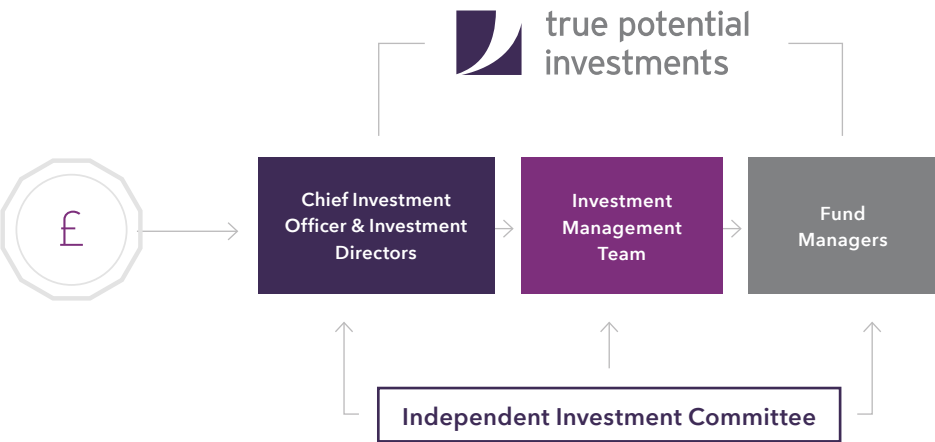 true potential
investments
£
Chief Investment
Officer & Investment
Directors
Investment
Management
Team
Fund
Managers
Independent Investment Committee